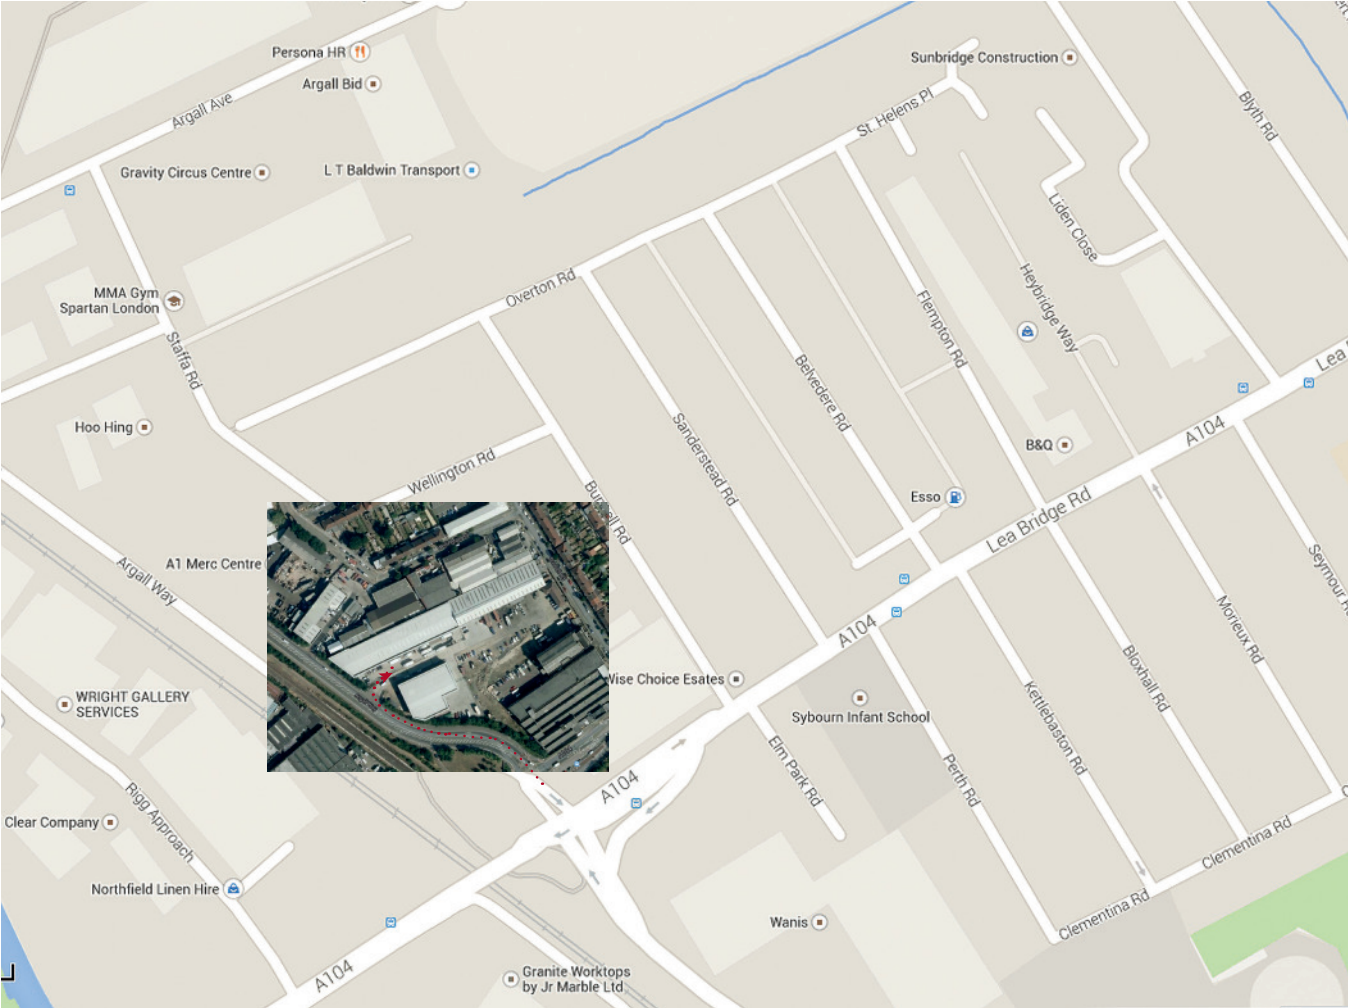 Persona HR
Argall Bid
Sunbridge Construction
Argall Ave
St. Helens Pl
Blyth Rd
Gravity Circus Centre
L T Baldwin Transport
Liden Close
MMA Gym
Spartan London
Overton Rd
Heybridge Way
Flempton Rd
Staffa Rd
Belvedere Rd
Lea
Hoo Hing
Sanderstead Rd
B&Q
A104
Wellington Rd
Esso
Lea Bridge Rd
Rd
A1 Merc Centre
Argall Way
Seymour
Morieux Rd
A104
Bloxhall Rd
Wise Choice Esates
WRIGHT GALLERY
SERVICES
Sybourn Infant School
Kettlebaston Rd
Elm Park Rd
Perth Rd
A104
Rigg Approach
Clear Company
Clementina Rd
Northfield Linen Hire
Wanis
Clementina Rd
A104
Granite Worktops
by Jr Marble Ltd